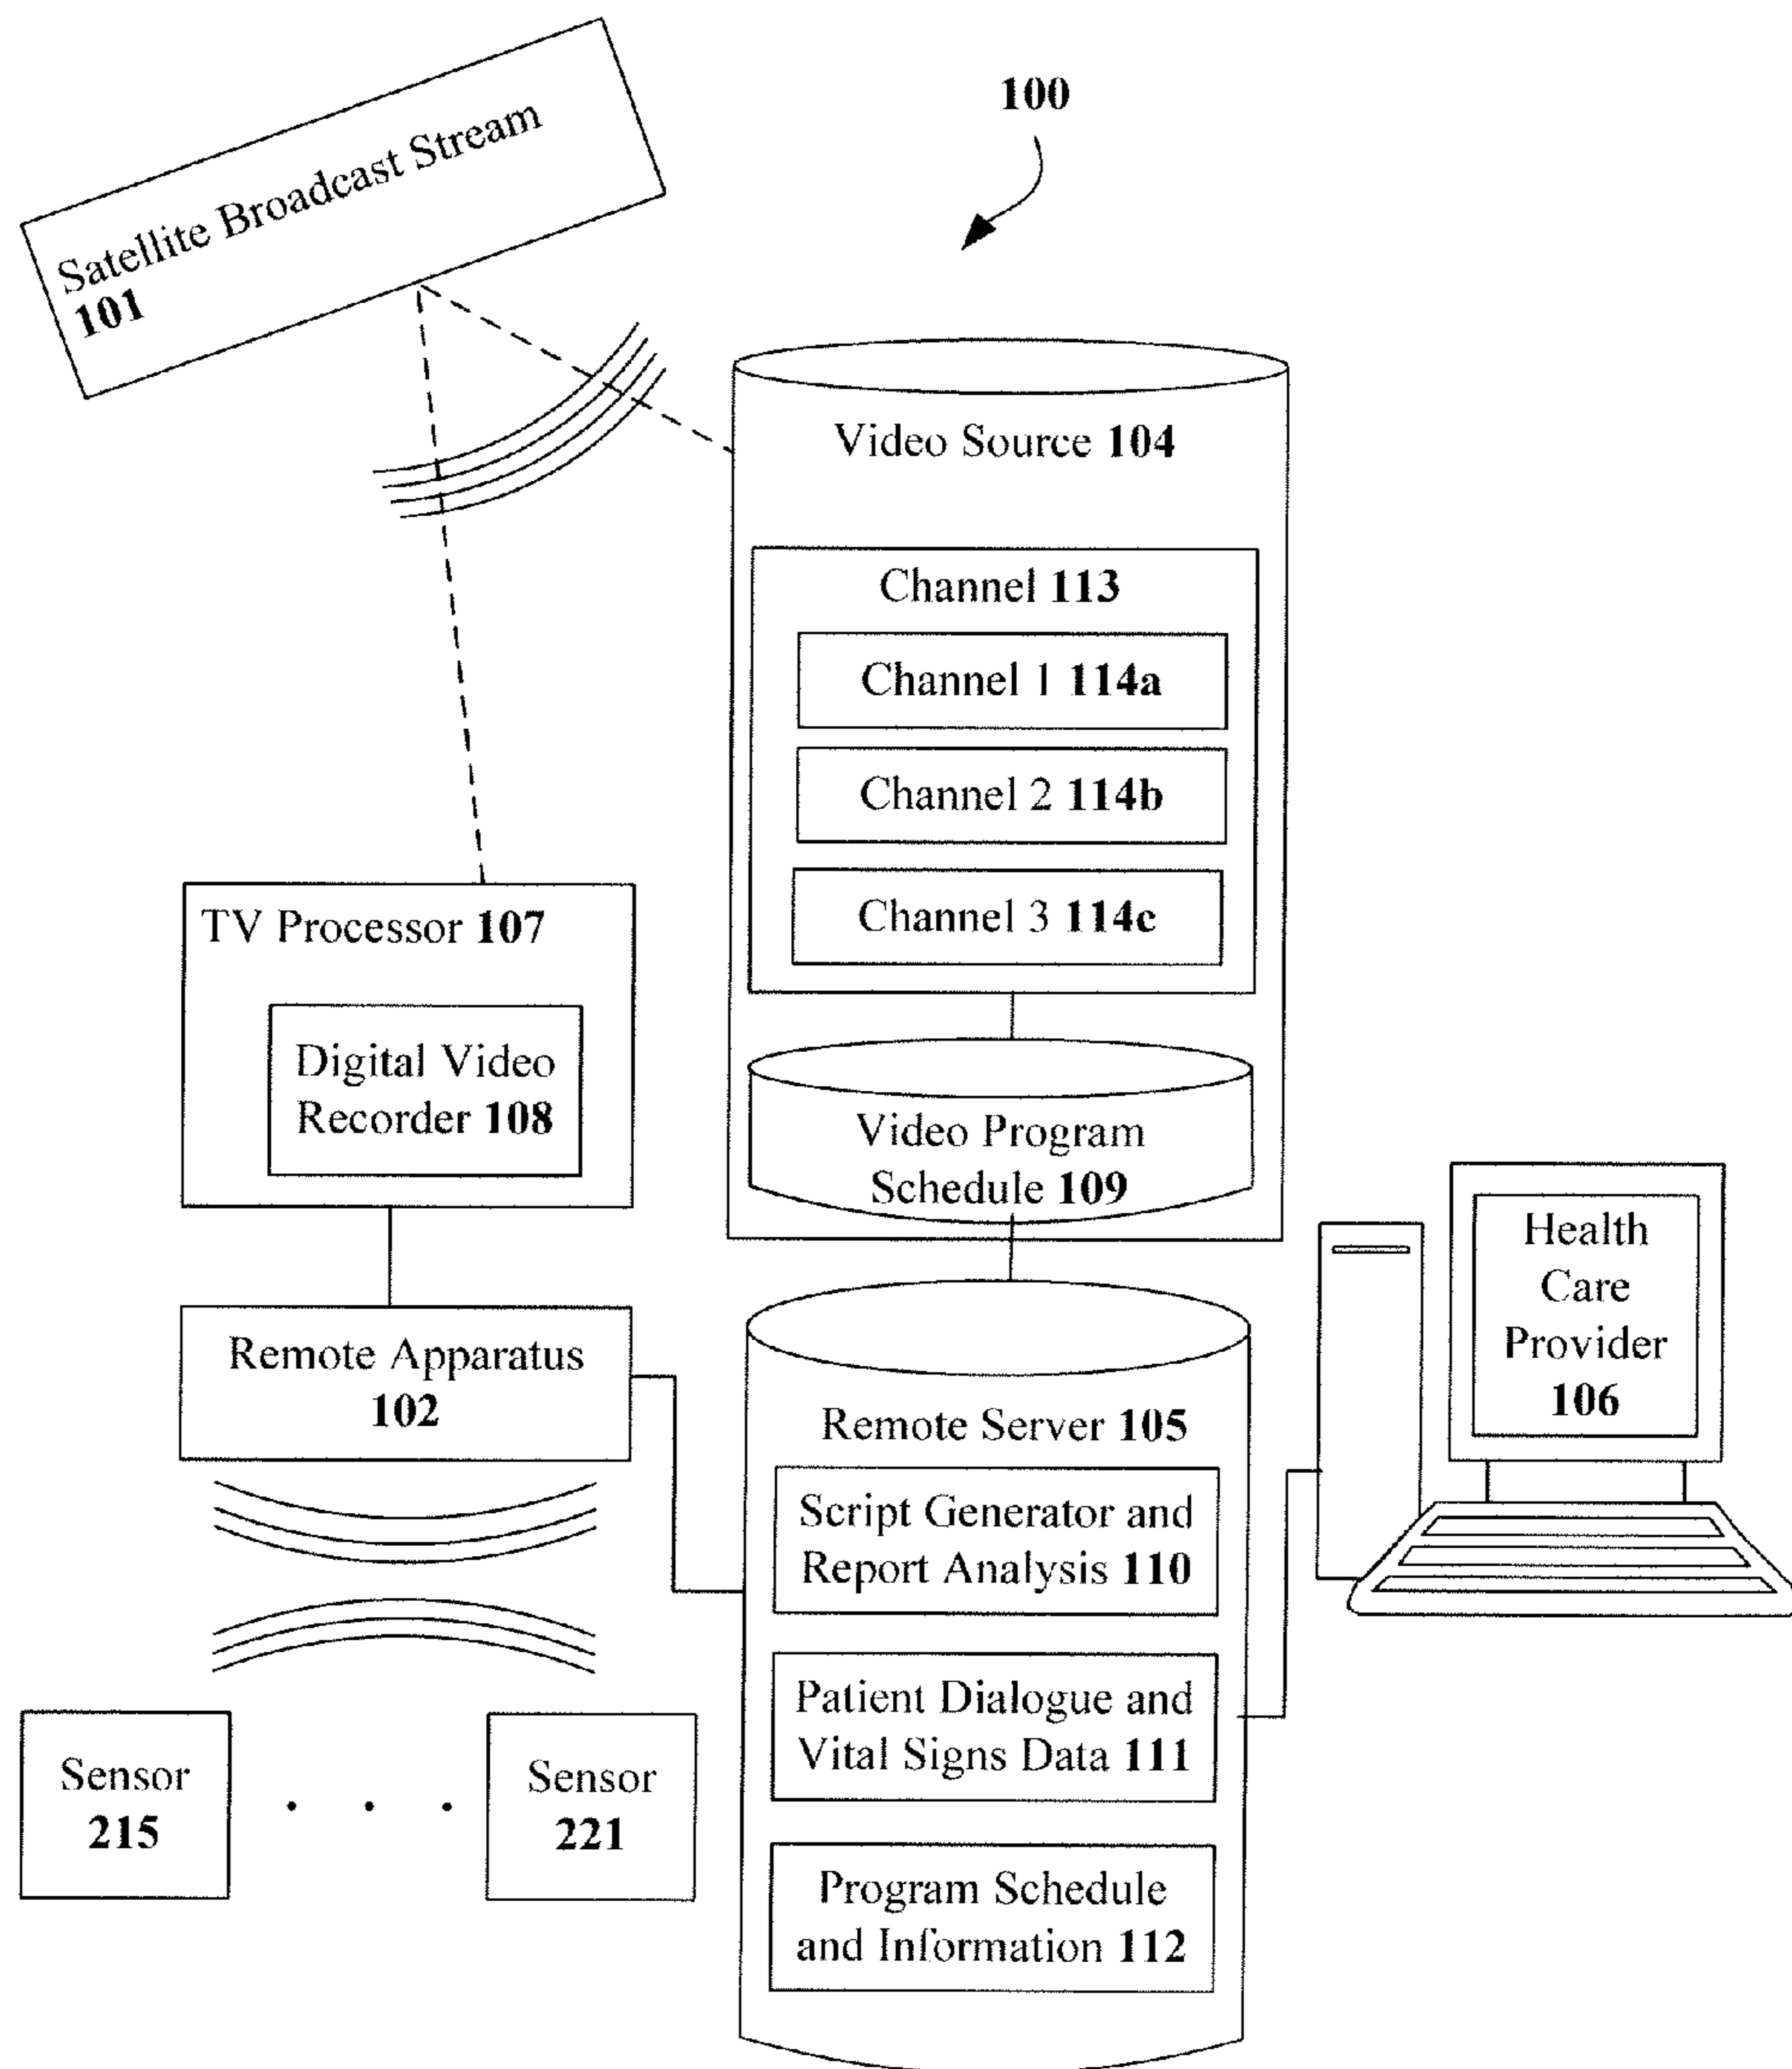 100
Satellite Broadcast Stream
101
Video Source 104
Channel 113
Channel 1 114a
Channel 2 114b
Channel 3 114c
TV Processor 107
Digital Video
Recorder 108
Video Program
Schedule 109
Health
Care
Provider
106
Remote Apparatus
102
Remote Server 105
Script Generator and
Report Analysis 110
Patient Dialogue and
Vital Signs Data 111
Program Schedule
and Information 112
Sensor
215
Sensor
221